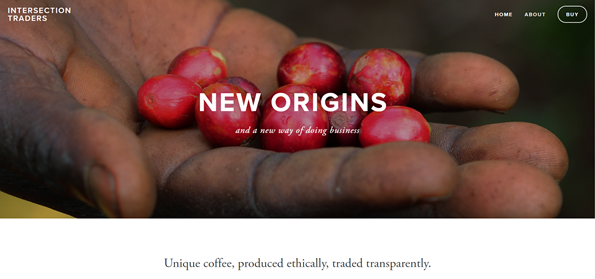 INTERSECTION
TRADERS
HOME ABOUT BUY
NEW ORIGINS
and a new way of doing business
Unique coffee, produced ethically, traded transparently.